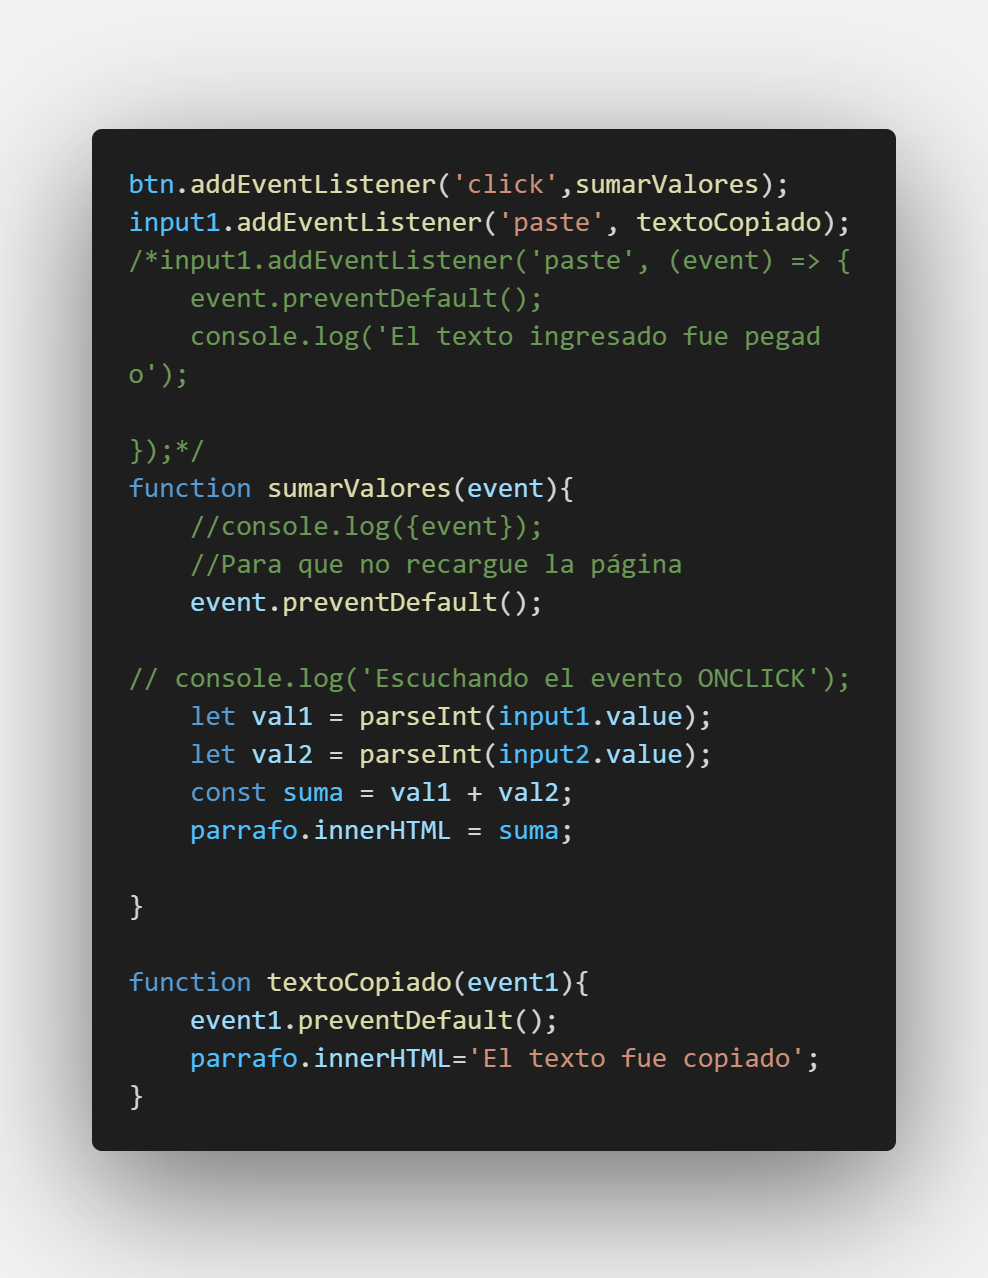 btn.addEventListener('click',sumarValores);
input1.addEventListener('paste', textoCopiado);
/*input1.addEventListener('paste', (event) => {
    event.preventDefault();
    console.log('El texto ingresado fue pegad
o');

});*/
function sumarValores(event){
    //console.log({event});
    //Para que no recargue la página
    event.preventDefault();

// console.log('Escuchando el evento ONCLICK');
    let val1 = parseInt(input1.value);
    let val2 = parseInt(input2.value);
    const suma = val1 + val2;
    parrafo.innerHTML = suma;

}

function textoCopiado(event1){
    event1.preventDefault();
    parrafo.innerHTML='El texto fue copiado';
}